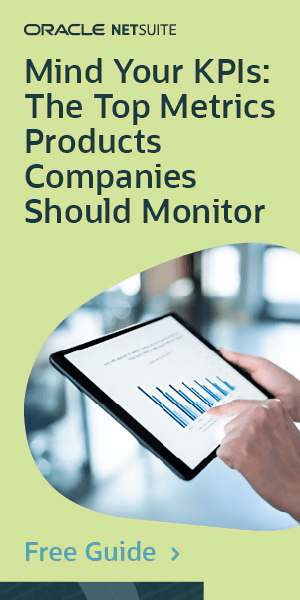 ORACLE NETSUITE
Mind Your KPIs:
The Top Metrics
Products
Companies
Should Monitor
Free Guide ›